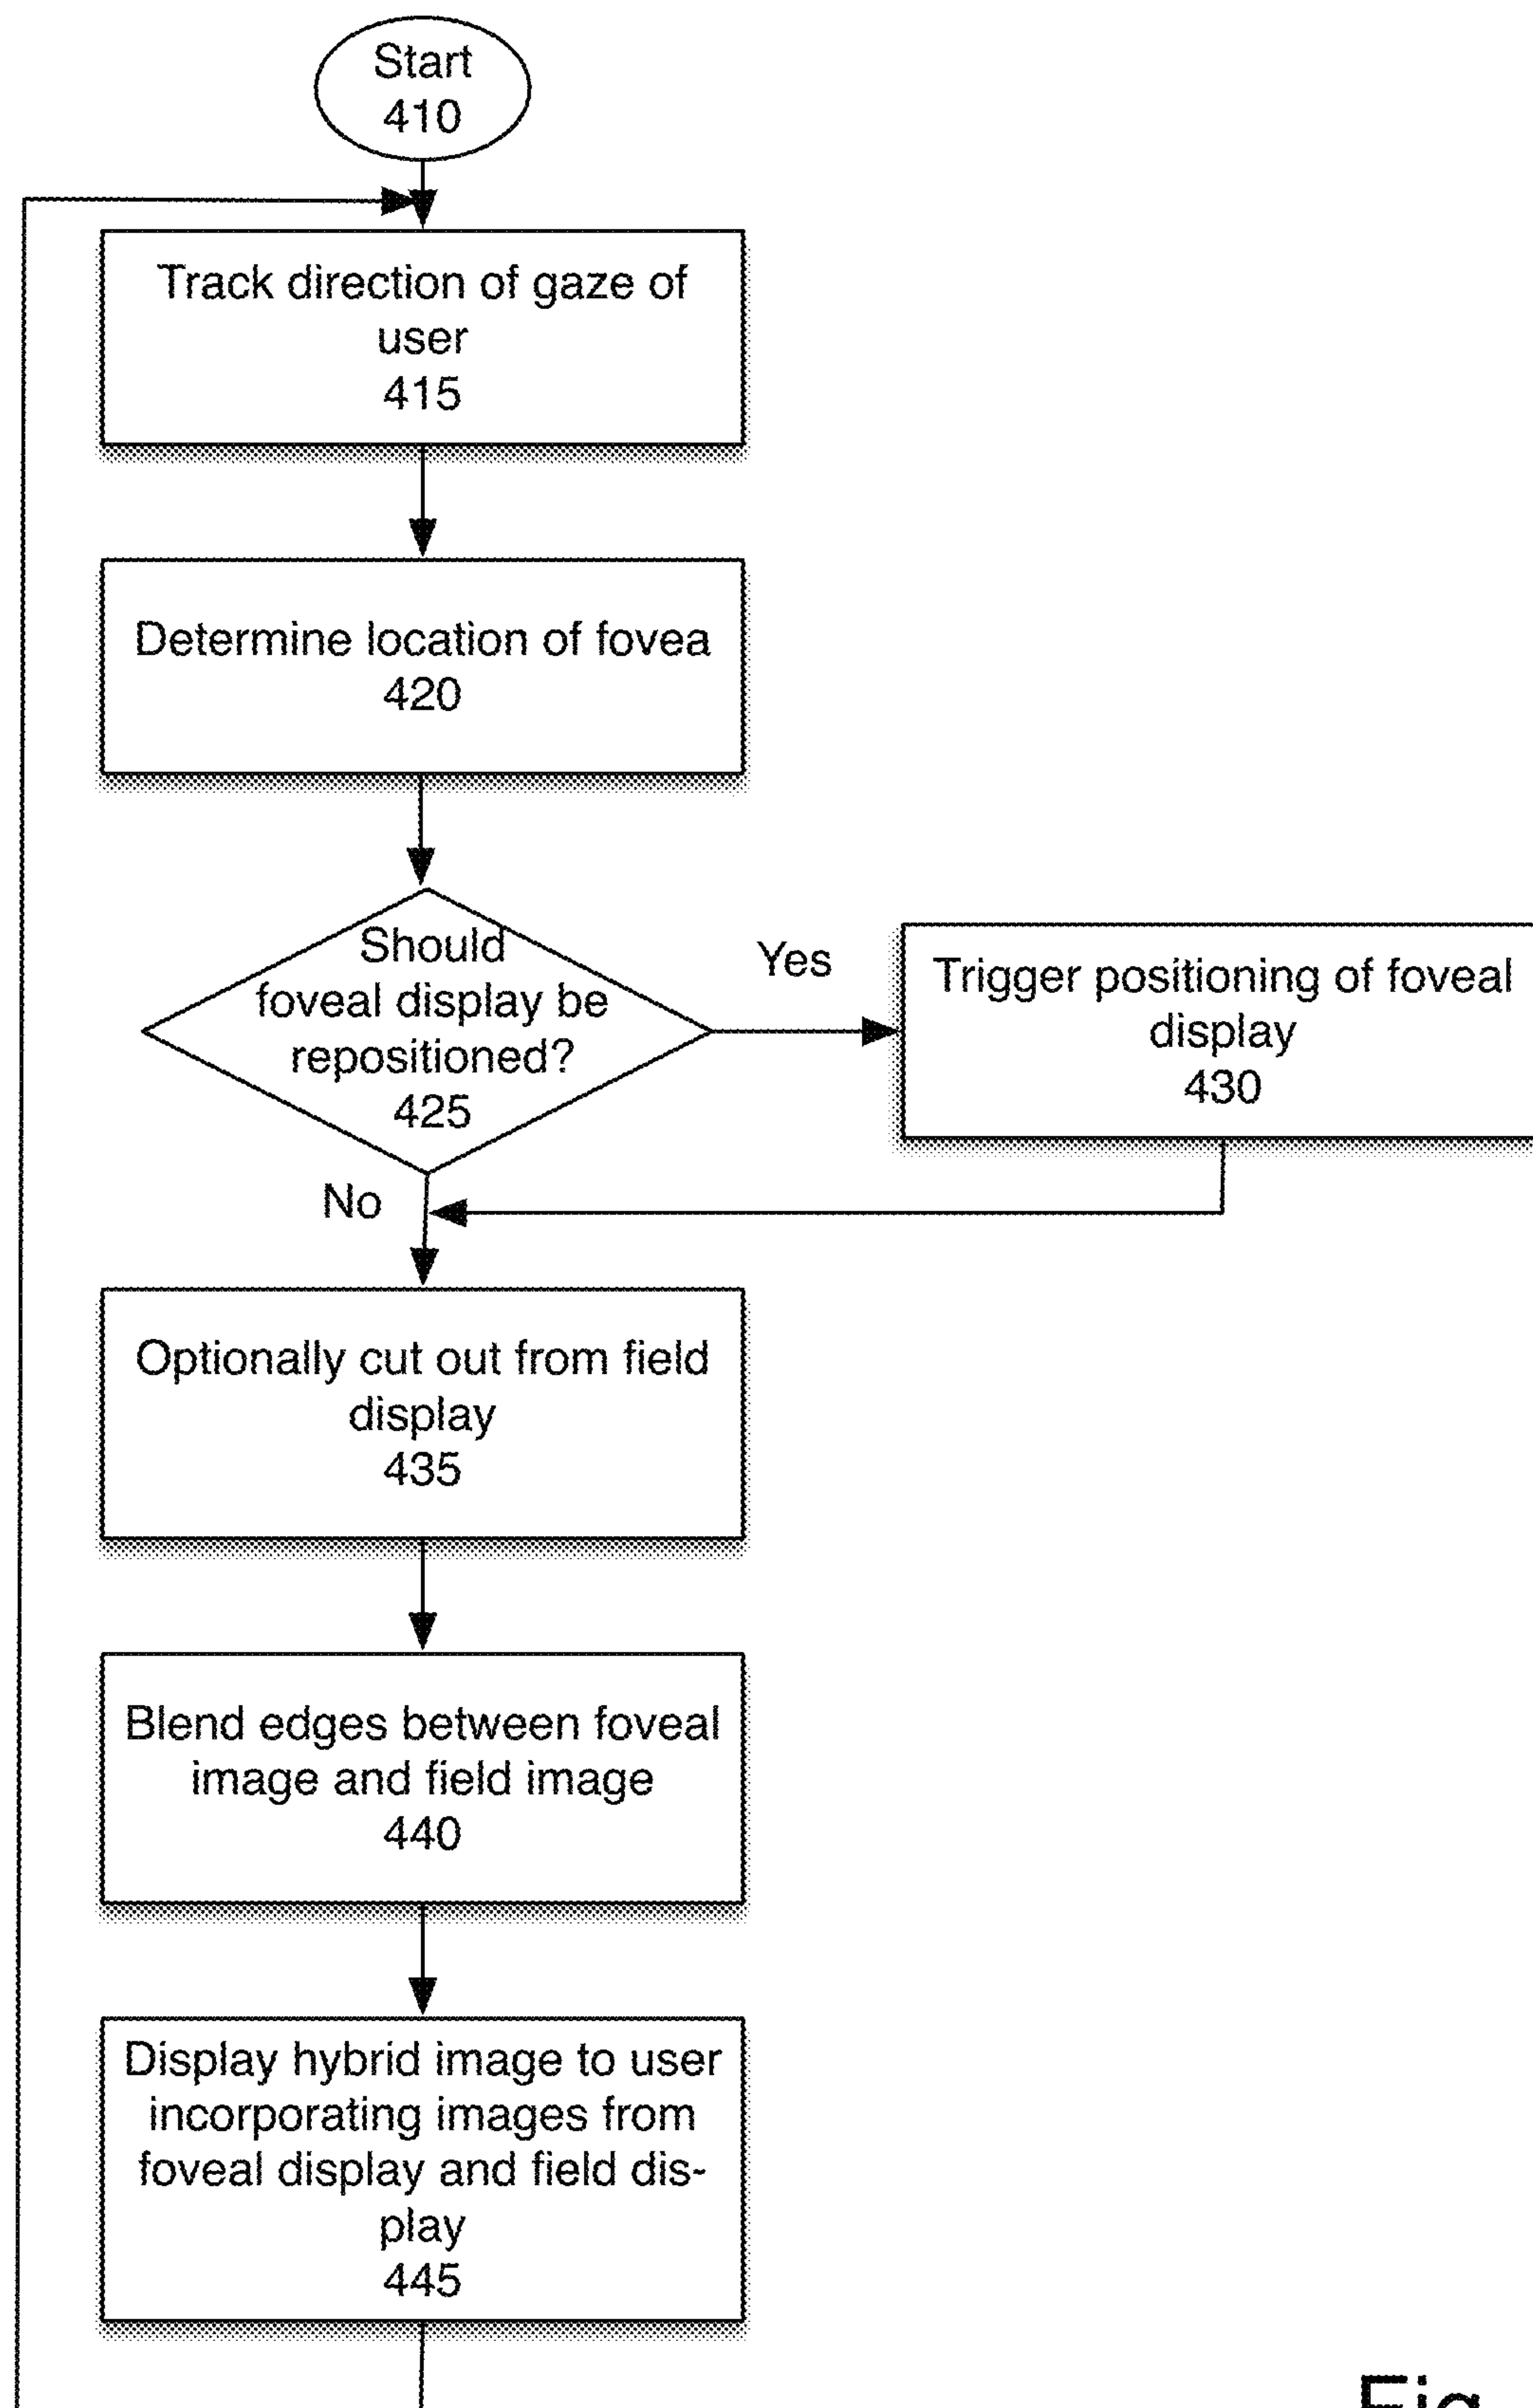 Start
410
Track direction of gaze of
user
415
Determine location of fovea
420
Should
foveal display be
repositioned?
425
Yes
Trigger positioning of foveal
display
430
No
Optionally cut out from field
display
435
Blend edges between foveal
image and field image
440
Display hybrid image to user
incorporating images from
foveal display and field dis-
play
445
Fig